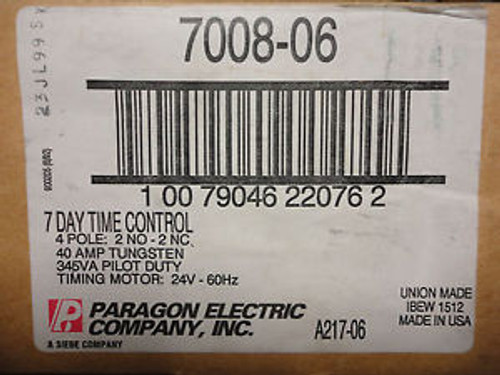 7008-06
23JL99S
1 00 79046 22076 2
7 DAY TIME CONTROL
4 POLE: 2 NO - 2 NC
40 AMP TUNGSTEN
345VA PILOT DUTY
TIMING MOTOR: 24V - 60Hz
PARAGON ELECTRIC
COMPANY, INC.
A SIEBE COMPANY
A217-06
UNION MADE
IBEW 1512
MADE IN USA